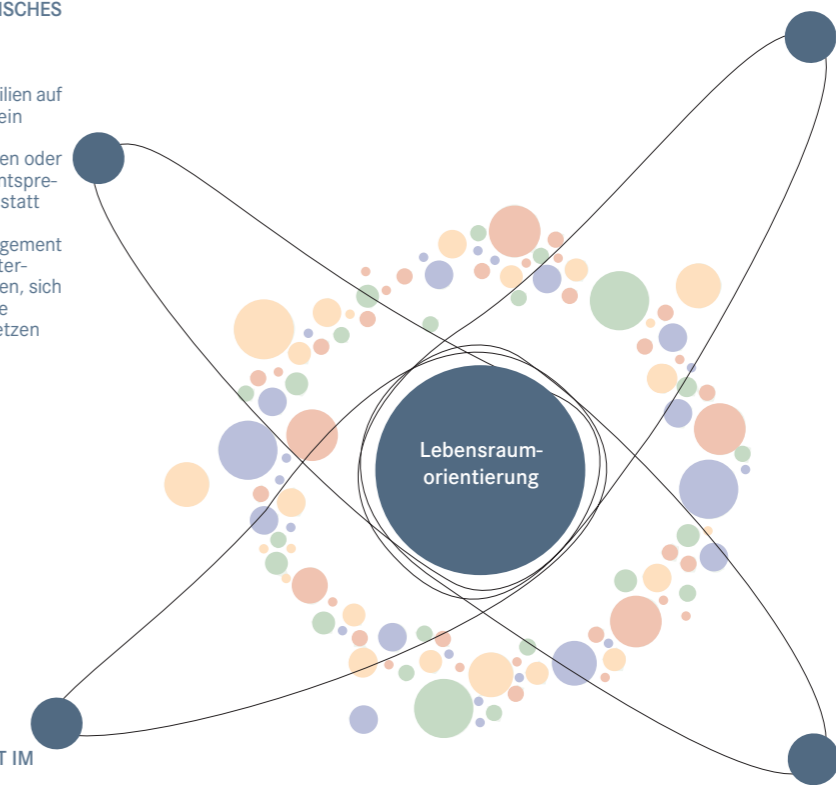 ISCHES
ilien auf
ein
en oder
ntspre-
statt
gement
ter-
en, sich
e
etzen
Lebensraum-
orientierung
T IM